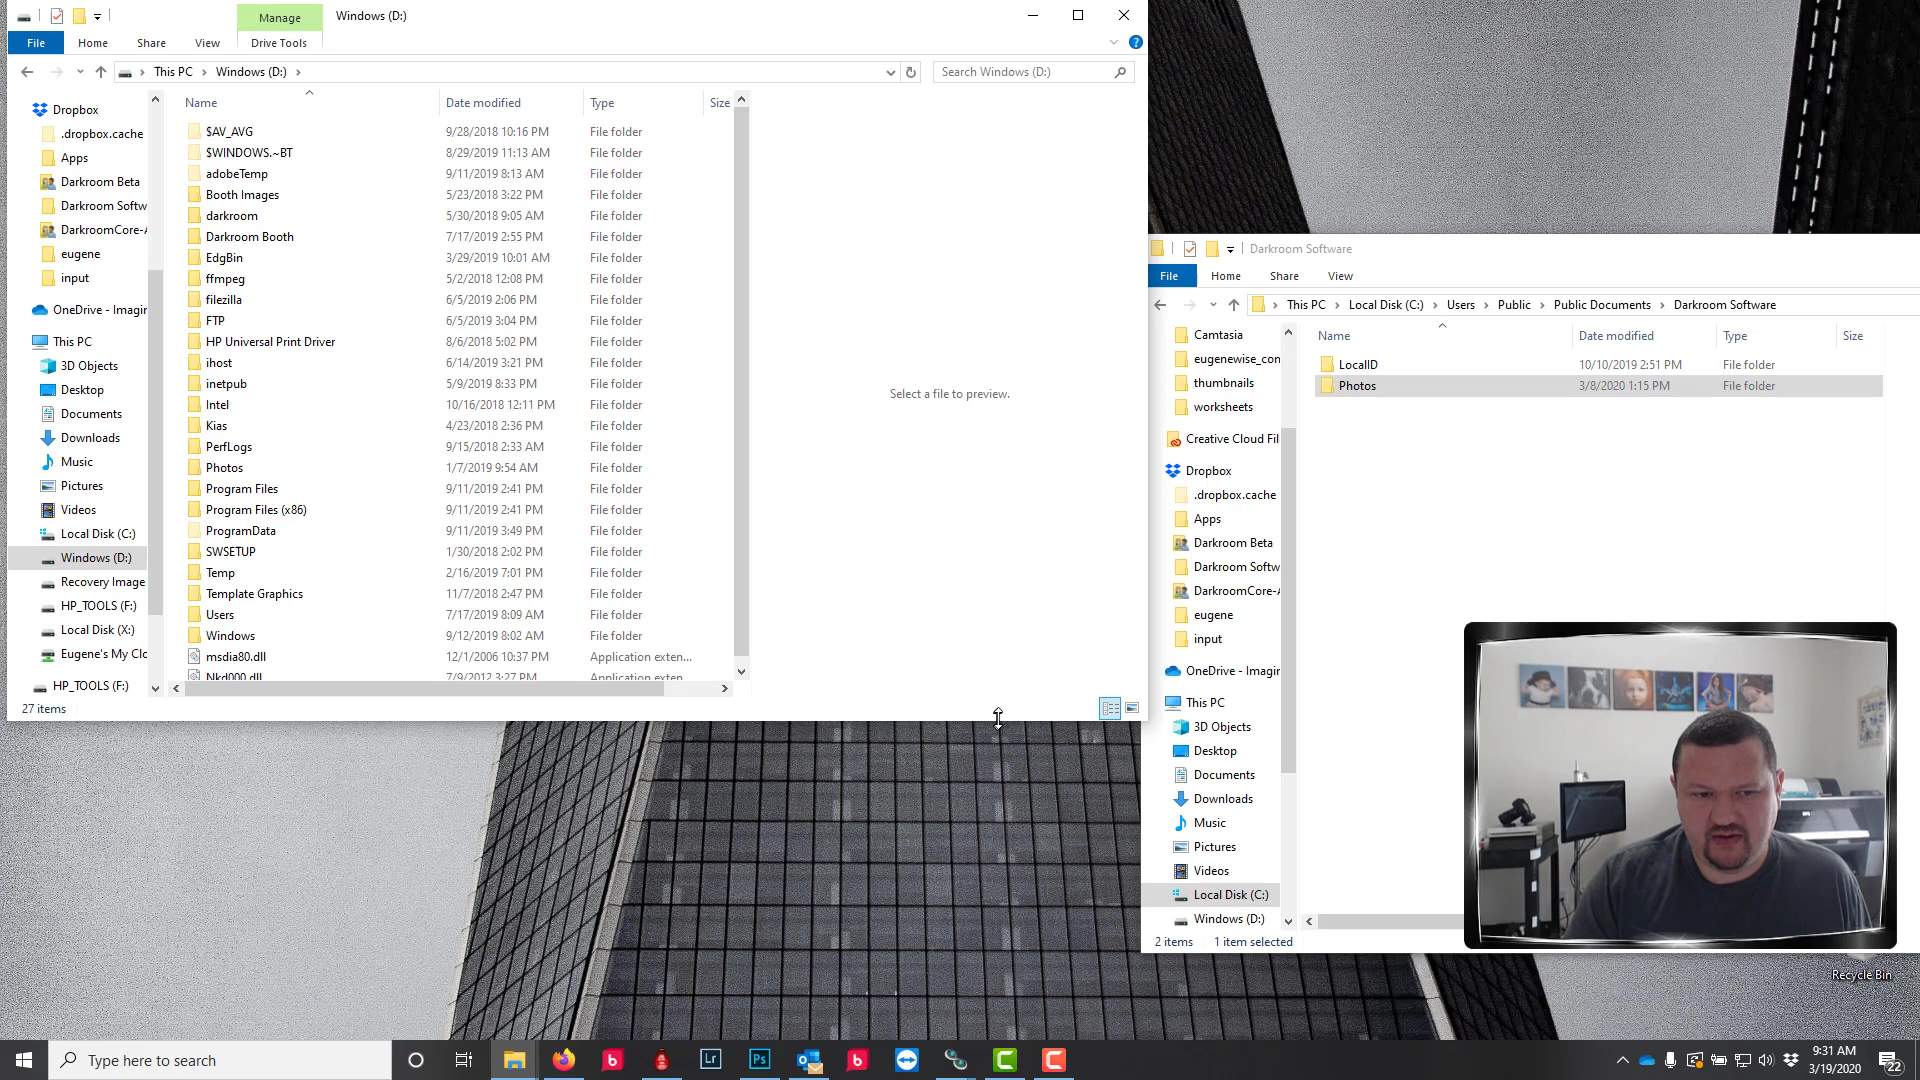 Manage
Windows (D:)
File
Home
Share
View
Drive Tools
This PC
Windows (D:)
Search Windows (D:)
Dropbox
.dropbox.cache
Apps
Darkroom Beta
Darkroom Softw
DarkroomCore-A
eugene
input
OneDrive - Imagir
This PC
3D Objects
Desktop
Documents
Downloads
Music
Pictures
Videos
Local Disk (C:)
Windows (D:)
Recovery Image
HP_TOOLS (F:)
Local Disk (X:)
Eugene's My Clo
HP_TOOLS (F:)
27 items
Name Date modified Type Size
$AV_AVG 9/28/2018 10:16 PM File folder
$WINDOWS.~BT 8/29/2019 11:13 AM File folder
adobeTemp 9/11/2019 8:13 AM File folder
Booth Images 5/23/2018 3:22 PM File folder
darkroom 5/30/2018 9:05 AM File folder
Darkroom Booth 7/17/2019 2:55 PM File folder
EdgBin 3/29/2019 10:01 AM File folder
ffmpeg 5/2/2018 12:08 PM File folder
filezilla 6/5/2019 2:06 PM File folder
FTP 6/5/2019 3:04 PM File folder
HP Universal Print Driver 8/6/2018 5:02 PM File folder
ihost 6/14/2019 3:21 PM File folder
inetpub 5/9/2019 8:33 PM File folder
Intel 10/16/2018 12:11 PM File folder
Kias 4/23/2018 2:36 PM File folder
PerfLogs 9/15/2018 2:33 AM File folder
Photos 1/7/2019 9:54 AM File folder
Program Files 9/11/2019 2:41 PM File folder
Program Files (x86) 9/11/2019 2:41 PM File folder
ProgramData 9/11/2019 3:49 PM File folder
SWSETUP 1/30/2018 2:02 PM File folder
Temp 2/16/2019 7:01 PM File folder
Template Graphics 11/7/2018 2:47 PM File folder
Users 7/17/2019 8:09 AM File folder
Windows 9/12/2019 8:02 AM File folder
msdia80.dll 12/1/2006 10:37 PM Application exten...
Nkd000.dll 7/9/2012 3:27 PM Application exten
Select a file to preview.
Darkroom Software
File
Home
Share
View
This PC
Local Disk (C:)
Users
Public
Public Documents
Darkroom Software
Camtasia
eugenewise_con
thumbnails
worksheets
Creative Cloud Fil
Dropbox
.dropbox.cache
Apps
Darkroom Beta
Darkroom Softw
DarkroomCore-A
eugene
input
OneDrive - Imagir
This PC
3D Objects
Desktop
Documents
Downloads
Music
Pictures
Videos
Local Disk (C:)
Windows (D:)
Name Date modified Type Size
LocalID 10/10/2019 2:51 PM File folder
Photos 3/8/2020 1:15 PM File folder
2 items 1 item selected
Recycle Bin
Type here to search
Lr
Ps
9:31 AM
3/19/2020
22